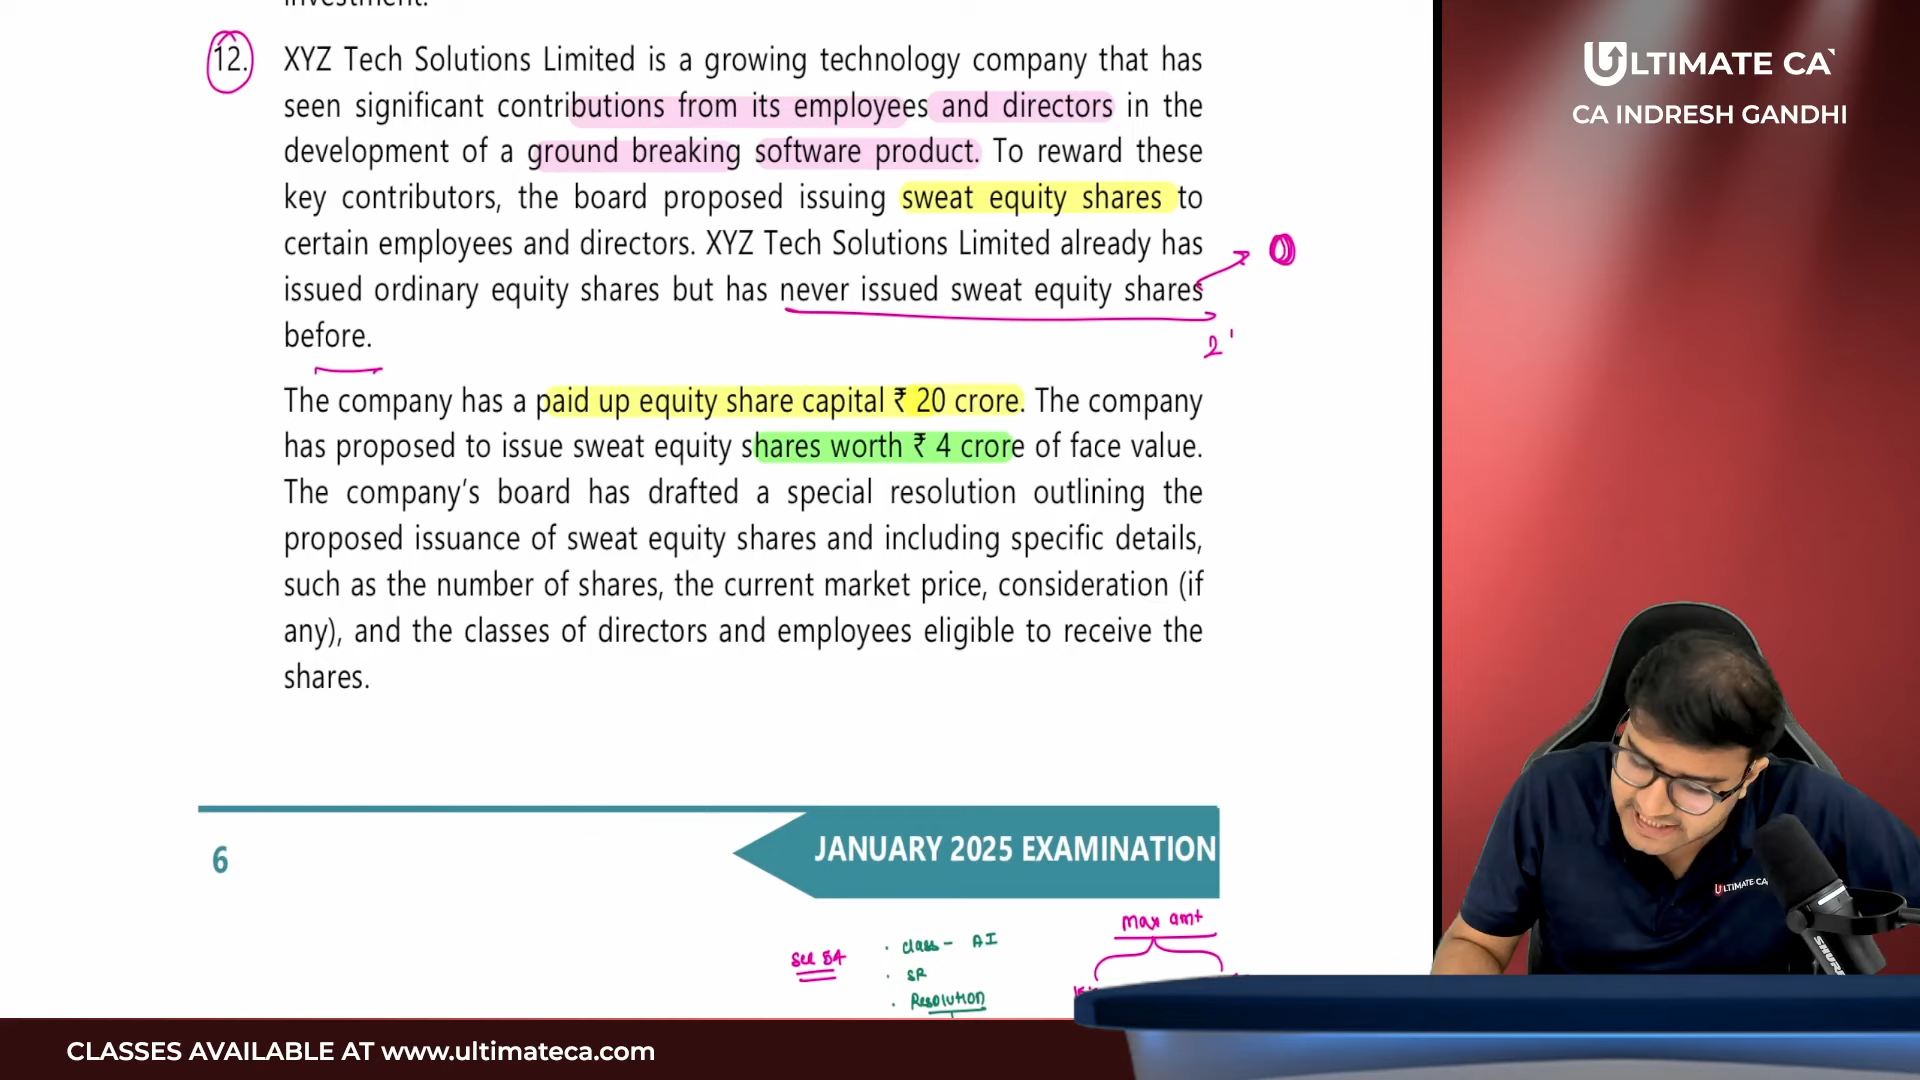 investment.
12. XYZ Tech Solutions Limited is a growing technology company that has
seen significant contributions from its employees and directors in the
development of a ground breaking software product. To reward these
key contributors, the board proposed issuing sweat equity shares to
certain employees and directors. XYZ Tech Solutions Limited already has
issued ordinary equity shares but has never issued sweat equity shares
before.
The company has a paid up equity share capital ₹ 20 crore. The company
has proposed to issue sweat equity shares worth ₹ 4 crore of face value.
The company's board has drafted a special resolution outlining the
proposed issuance of sweat equity shares and including specific details,
such as the number of shares, the current market price, consideration (if
any), and the classes of directors and employees eligible to receive the
shares.
6
JANUARY 2025 EXAMINATION
Sec 54
· class - AI
· SR
· Resolution
Max amt
ULTIMATE CA
CA INDRESH GANDHI
ULTIMATE CA
SHURE
CLASSES AVAILABLE AT www.ultimateca.com